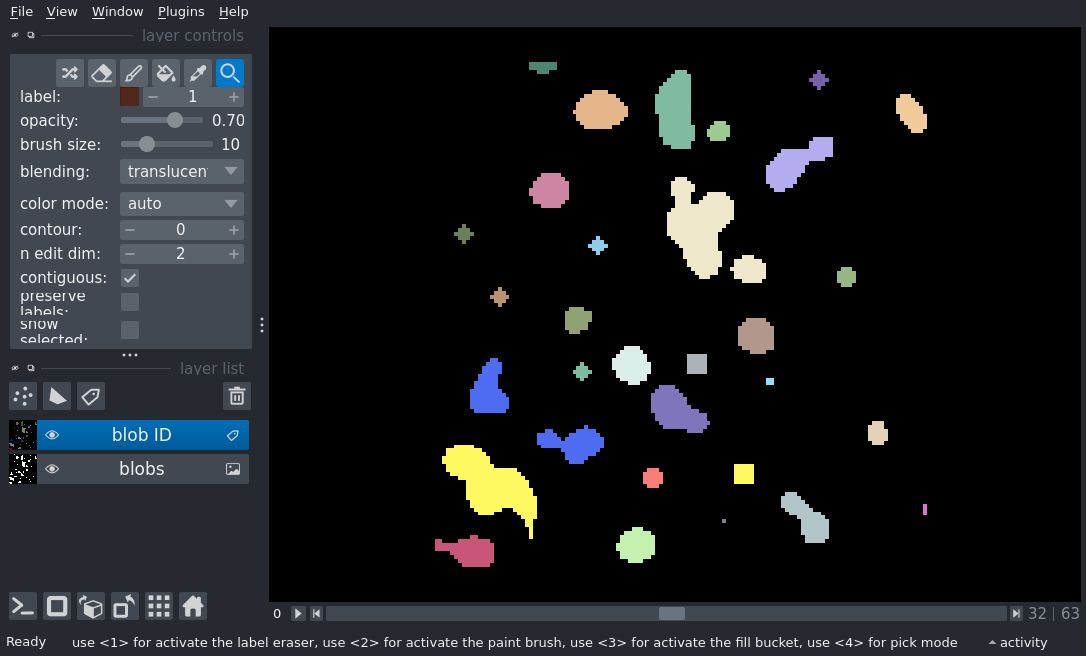 File View Window Plugins Help
layer controls
label: 1
opacity: 0.70
brush size: 10
blending: translucen
color mode: auto
contour: 0
n edit dim: 2
contiguous:
preserve
labels:
show
selected:
layer list
blob ID
blobs
0 32 63
Ready use <1> for activate the label eraser, use <2> for activate the paint brush, use <3> for activate the fill bucket, use <4> for pick mode activity